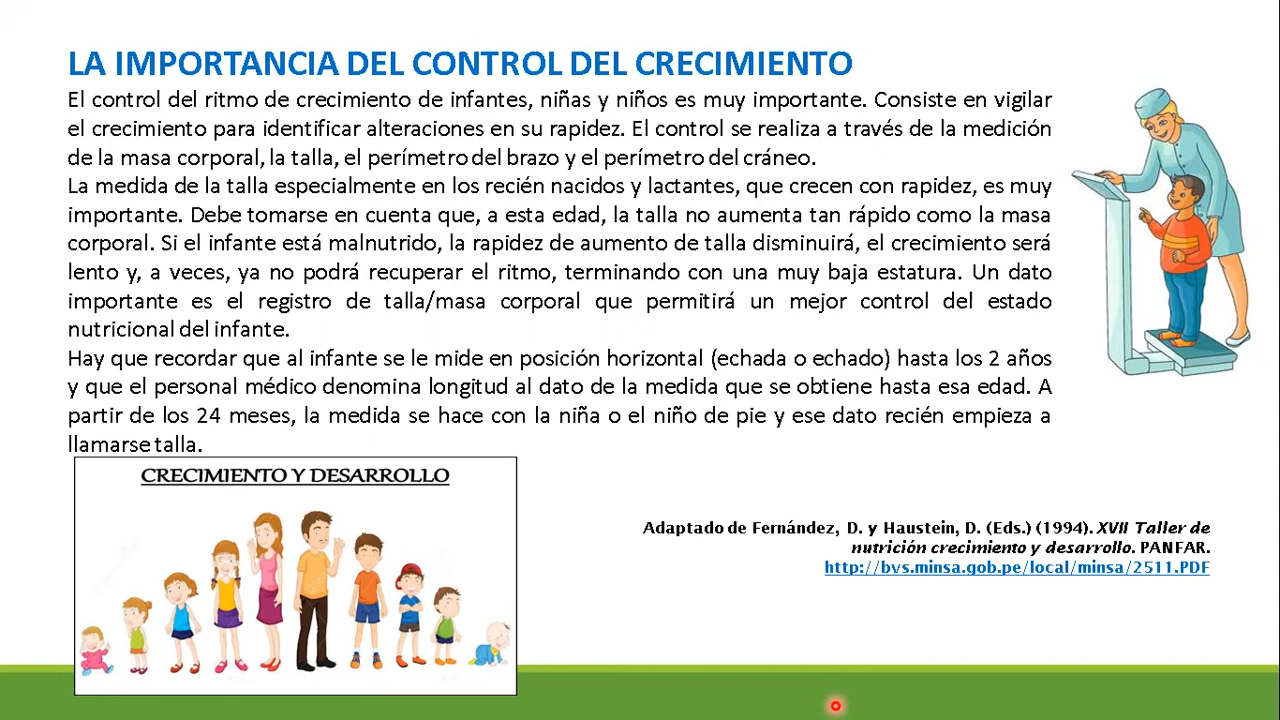 LA IMPORTANCIA DEL CONTROL DEL CRECIMIENTO
El control del ritmo de crecimiento de infantes, niñas y niños es muy importante. Consiste en vigilar
el crecimiento para identificar alteraciones en su rapidez. El control se realiza a través de la medición
de la masa corporal, la talla, el perímetro del brazo y el perímetro del cráneo.
La medida de la talla especialmente en los recién nacidos y lactantes, que crecen con rapidez, es muy
importante. Debe tomarse en cuenta que, a esta edad, la talla no aumenta tan rápido como la masa
corporal. Si el infante está malnutrido, la rapidez de aumento de talla disminuirá, el crecimiento será
lento y, a veces, ya no podrá recuperar el ritmo, terminando con una muy baja estatura. Un dato
importante es el registro de talla/masa corporal que permitirá un mejor control del estado
nutricional del infante.
Hay que recordar que al infante se le mide en posición horizontal (echada o echado) hasta los 2 años
y que el personal médico denomina longitud al dato de la medida que se obtiene hasta esa edad. A
partir de los 24 meses, la medida se hace con la niña o el niño de pie y ese dato recién empieza a
llamarse talla.
CRECIMIENTO Y DESARROLLO
Adaptado de Fernández, D. y Haustein, D. (Eds.) (1994). XVII Taller de
nutrición crecimiento y desarrollo. PANFAR.
http://bvs.minsa.gob.pe/local/minsa/2511.PDF